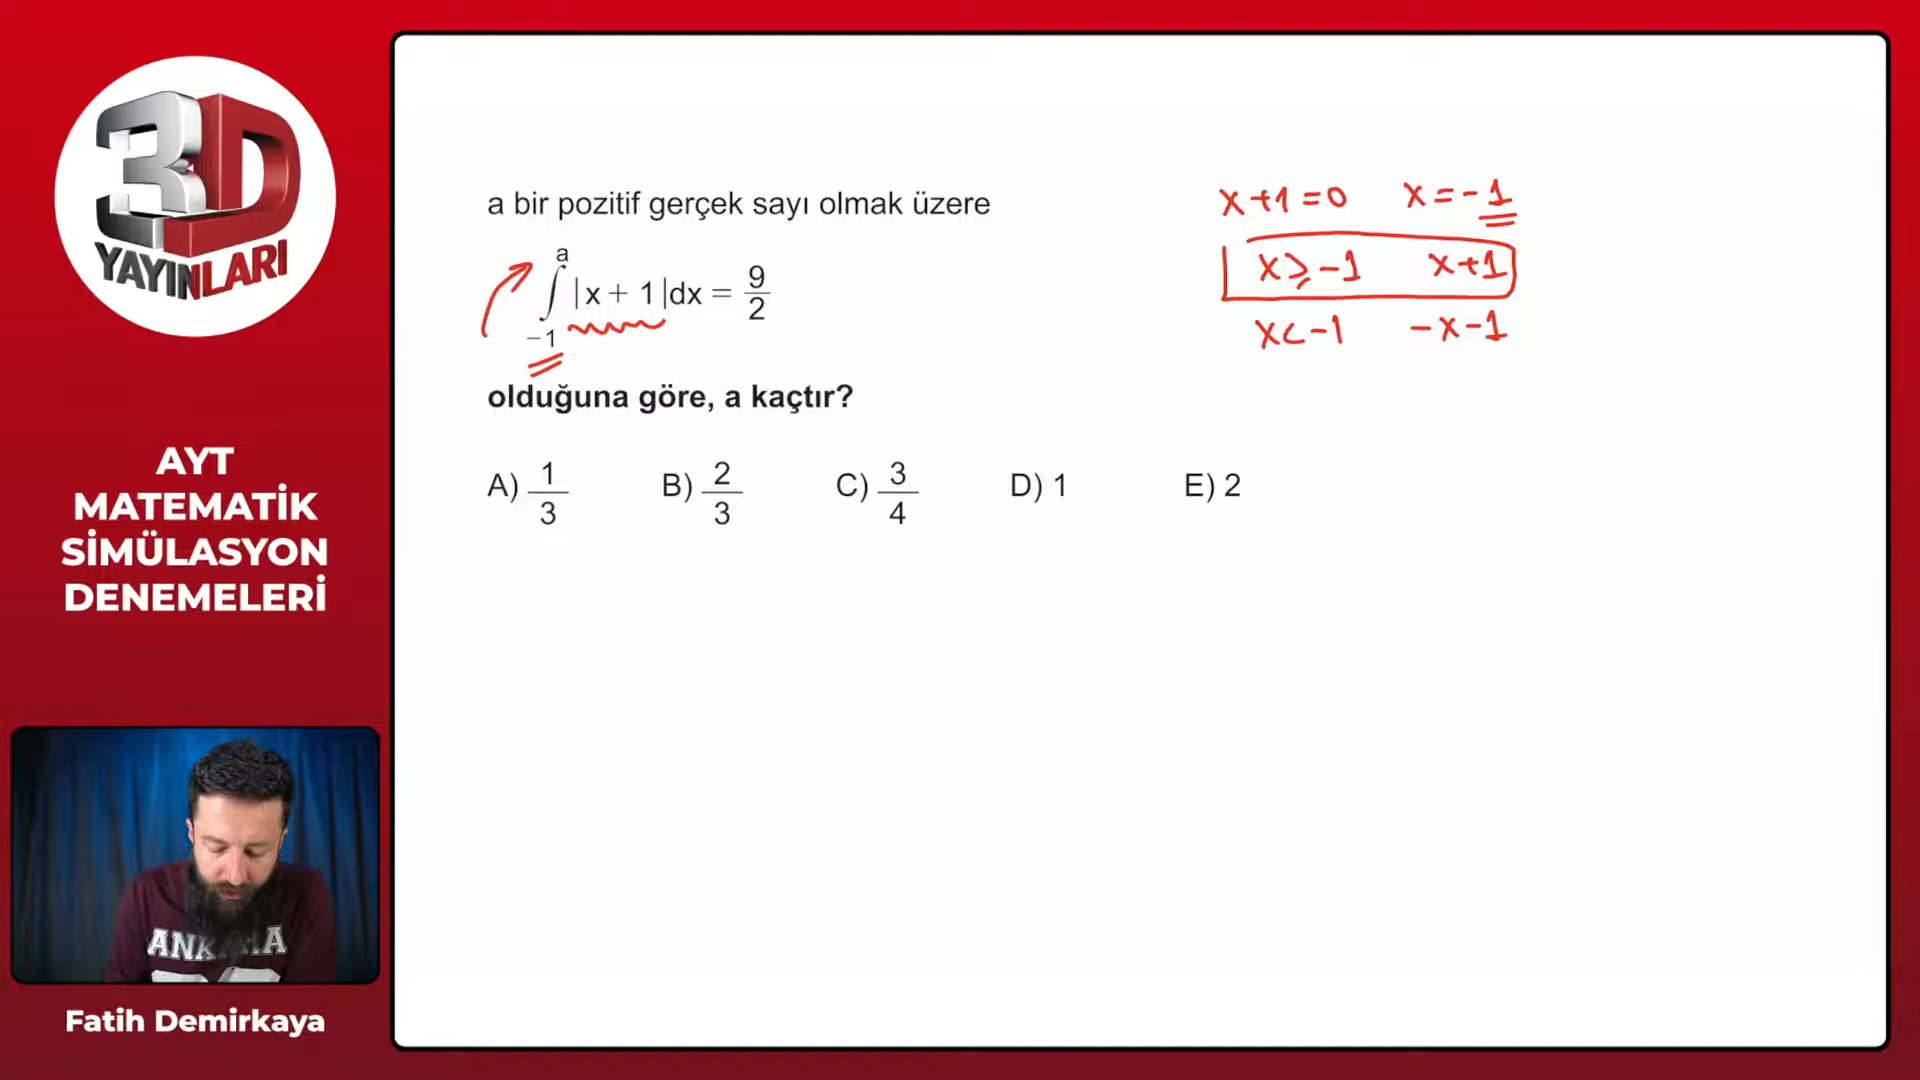 3D
YAYINLARI
AYT
MATEMATİK
SİMÜLASYON
DENEMELERİ
ANKARA
Fatih Demirkaya
a bir pozitif gerçek sayı olmak üzere
∫_{-1}^{a} |x + 1|dx = 9/2
olduğuna göre, a kaçtır?
A) 1/3 B) 2/3 C) 3/4 D) 1 E) 2
x+1=0 x=-1
x≥-1 x+1
x<-1 -x-1